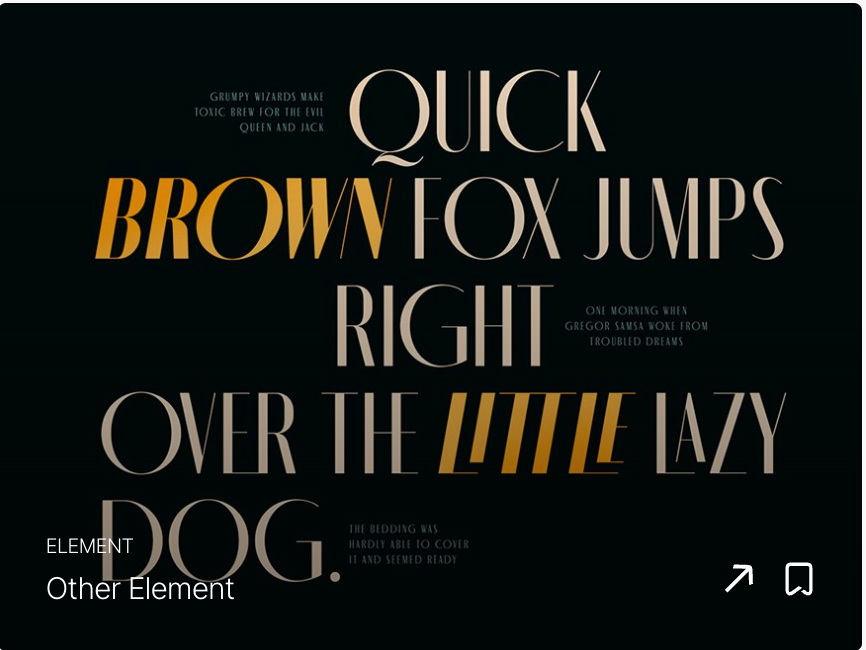 GRUMPY WIZARDS MAKE
TOXIC BREW FOR THE EVIL
QUEEN AND JACK
QUICK
BROWN FOX JUMPS
RIGHT
ONE MORNING WHEN
GREGOR SAMSA WOKE FROM
TROUBLED DREAMS
OVER THE LITTLE LAZY
DOG.
THE BEDDING WAS
HARDLY ABLE TO COVER
IT AND SEEMED READY
ELEMENT
Other Element